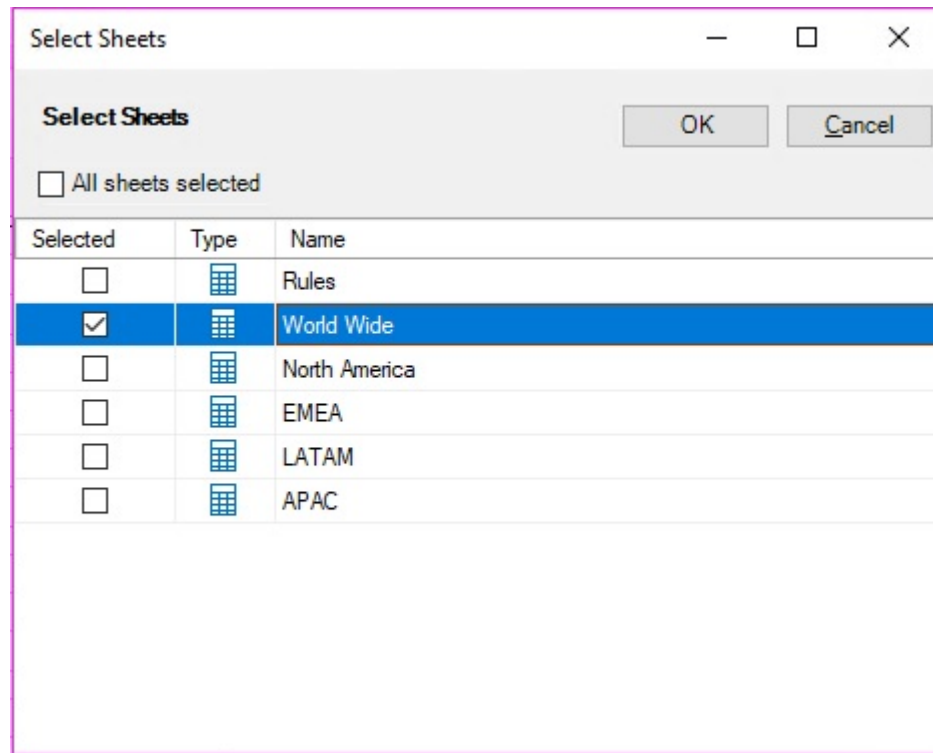 Select Sheets
Select Sheets OK Cancel
All sheets selected
Selected Type Name
Rules
World Wide
North America
EMEA
LATAM
APAC